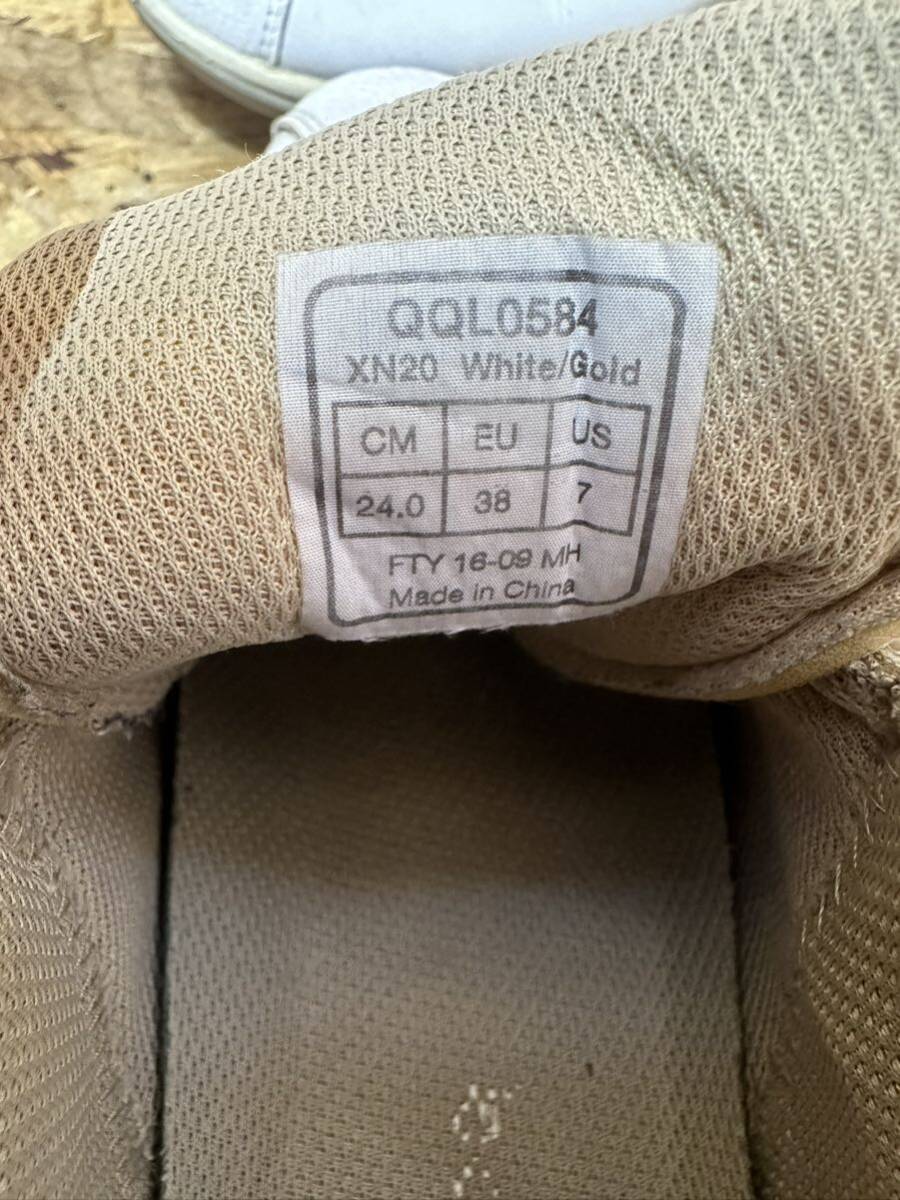 QQL0584
XN20 White/Gold
CM EU US
24.0 38 7
FTY 16-09 MH
Made in China